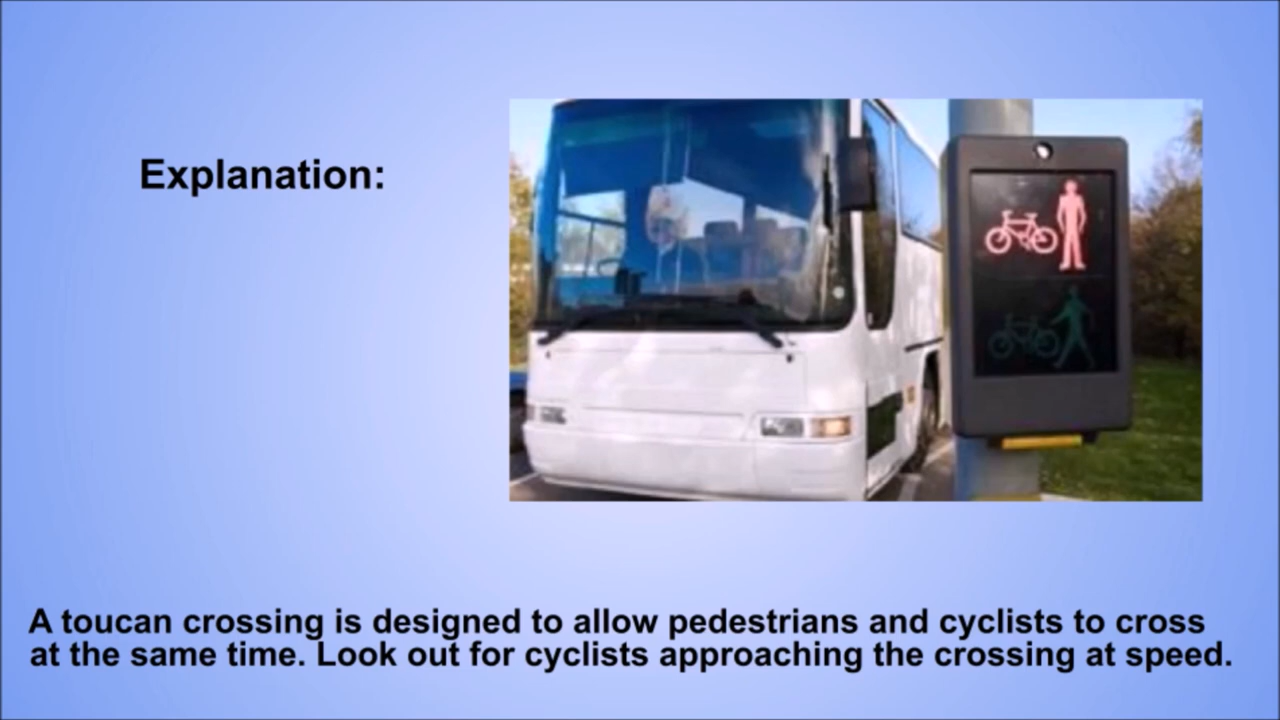 Explanation:
A toucan crossing is designed to allow pedestrians and cyclists to cross
at the same time. Look out for cyclists approaching the crossing at speed.